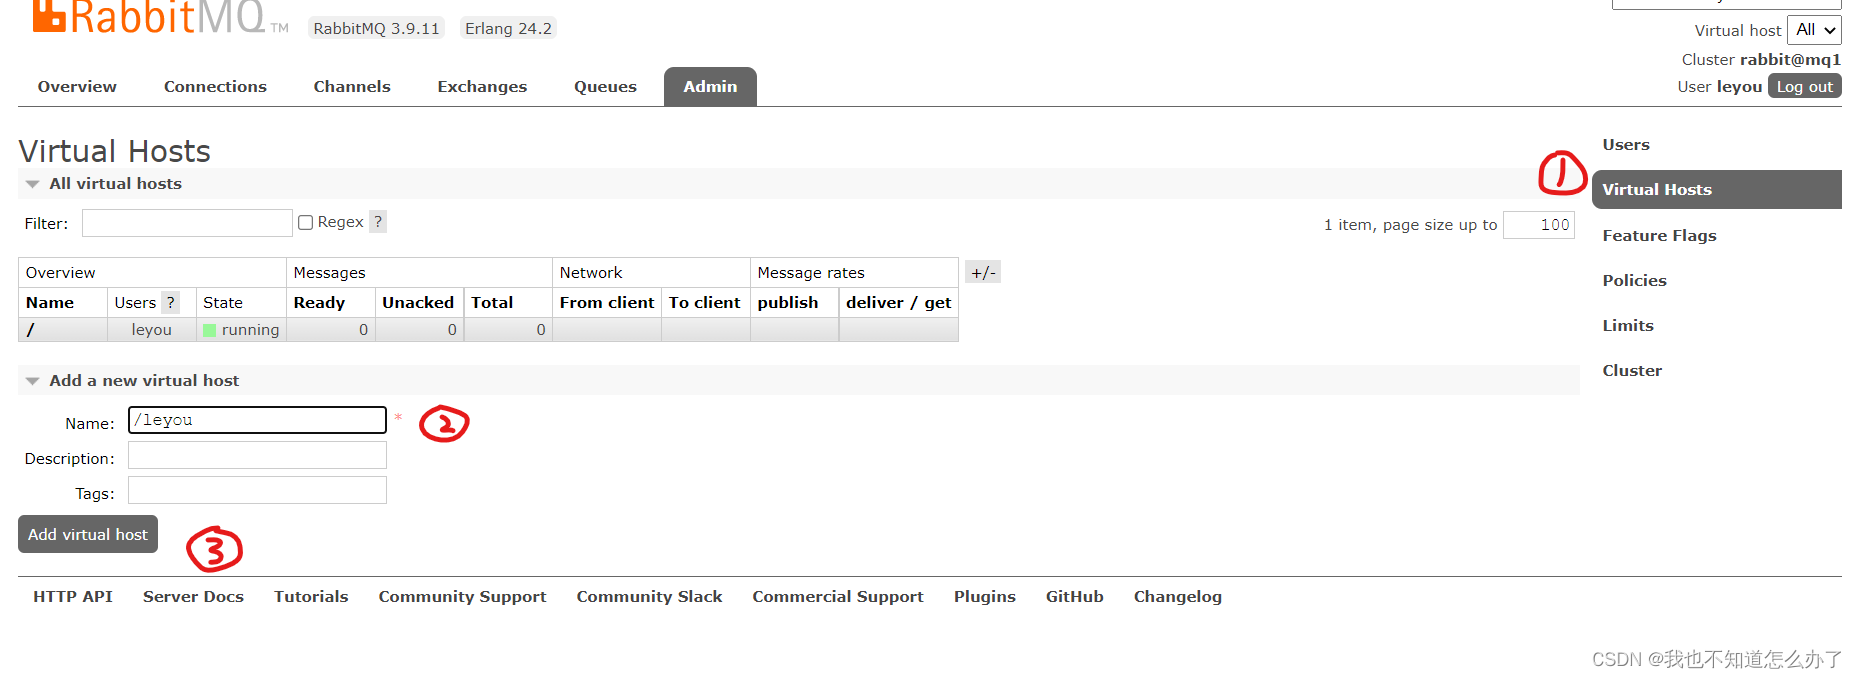 RabbitMQ TM RabbitMQ 3.9.11 Erlang 24.2
Virtual host All
Cluster rabbit@mq1
User leyou Log out
Overview Connections Channels Exchanges Queues Admin
Virtual Hosts
All virtual hosts
Filter: Regex ? 1 item, page size up to 100
Overview Messages Network Message rates +/-
Name Users ? State Ready Unacked Total From client To client publish deliver / get
/ leyou running 0 0 0
Add a new virtual host
Name: /leyou * 2
Description:
Tags:
Add virtual host 3
1
Users
Virtual Hosts
Feature Flags
Policies
Limits
Cluster
HTTP API Server Docs Tutorials Community Support Community Slack Commercial Support Plugins GitHub Changelog
CSDN @我也不知道怎么办了